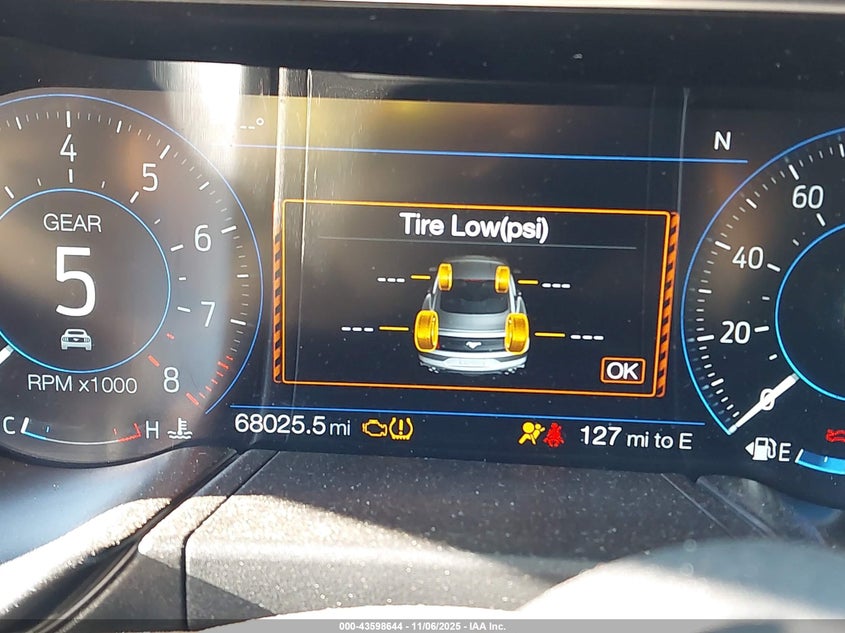 --°
N
4
5
6
7
8
GEAR
5
RPM x1000
C
H
Tire Low(psi)
--- ---
--- ---
OK
68025.5 mi
127 mi to E
60
40
20
0
E
000-43598644 - 11/06/2025 - IAA Inc.